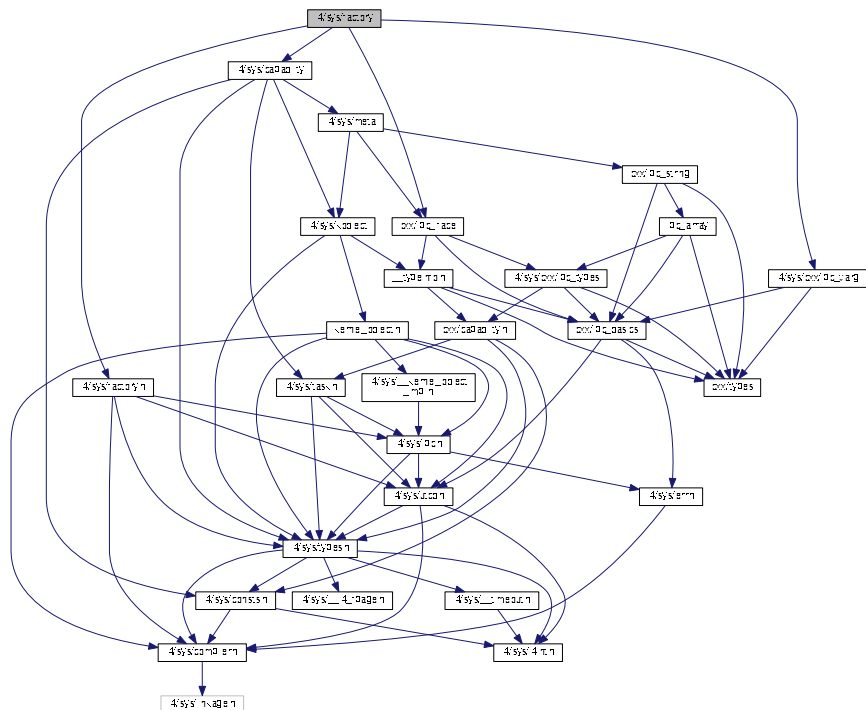 l4/sys/factory
l4/sys/capability
l4/sys/meta
cxx/ipc_string
l4/sys/kobject
cxx/ipc_iface
ipc_array
__typeinfo.h
l4/sys/cxx/ipc_types
l4/sys/cxx/ipc_varg
kernel_object.h
cxx/capability.h
cxx/ipc_basics
l4/sys/factory.h
l4/sys/task.h
l4/sys/__kernel_object
_impl.h
cxx/types
l4/sys/ipc.h
l4/sys/utcb.h
l4/sys/err.h
l4/sys/types.h
l4/sys/consts.h
l4/sys/__l4_fpage.h
l4/sys/__timeout.h
l4/sys/compiler.h
l4/sys/l4int.h
l4/sys/linkage.h